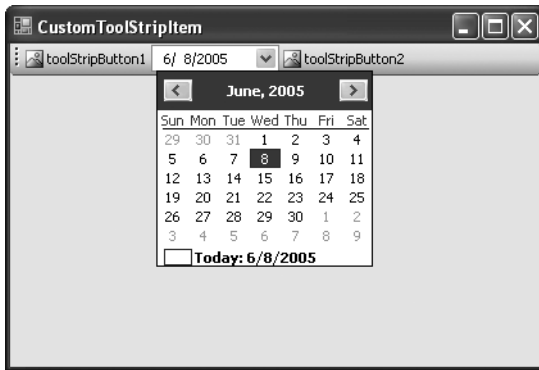 CustomToolStripItem
toolStripButton1 6/ 8/2005 toolStripButton2
June, 2005
Sun Mon Tue Wed Thu Fri Sat
29 30 31 1 2 3 4
5 6 7 8 9 10 11
12 13 14 15 16 17 18
19 20 21 22 23 24 25
26 27 28 29 30 1 2
3 4 5 6 7 8 9
Today: 6/8/2005